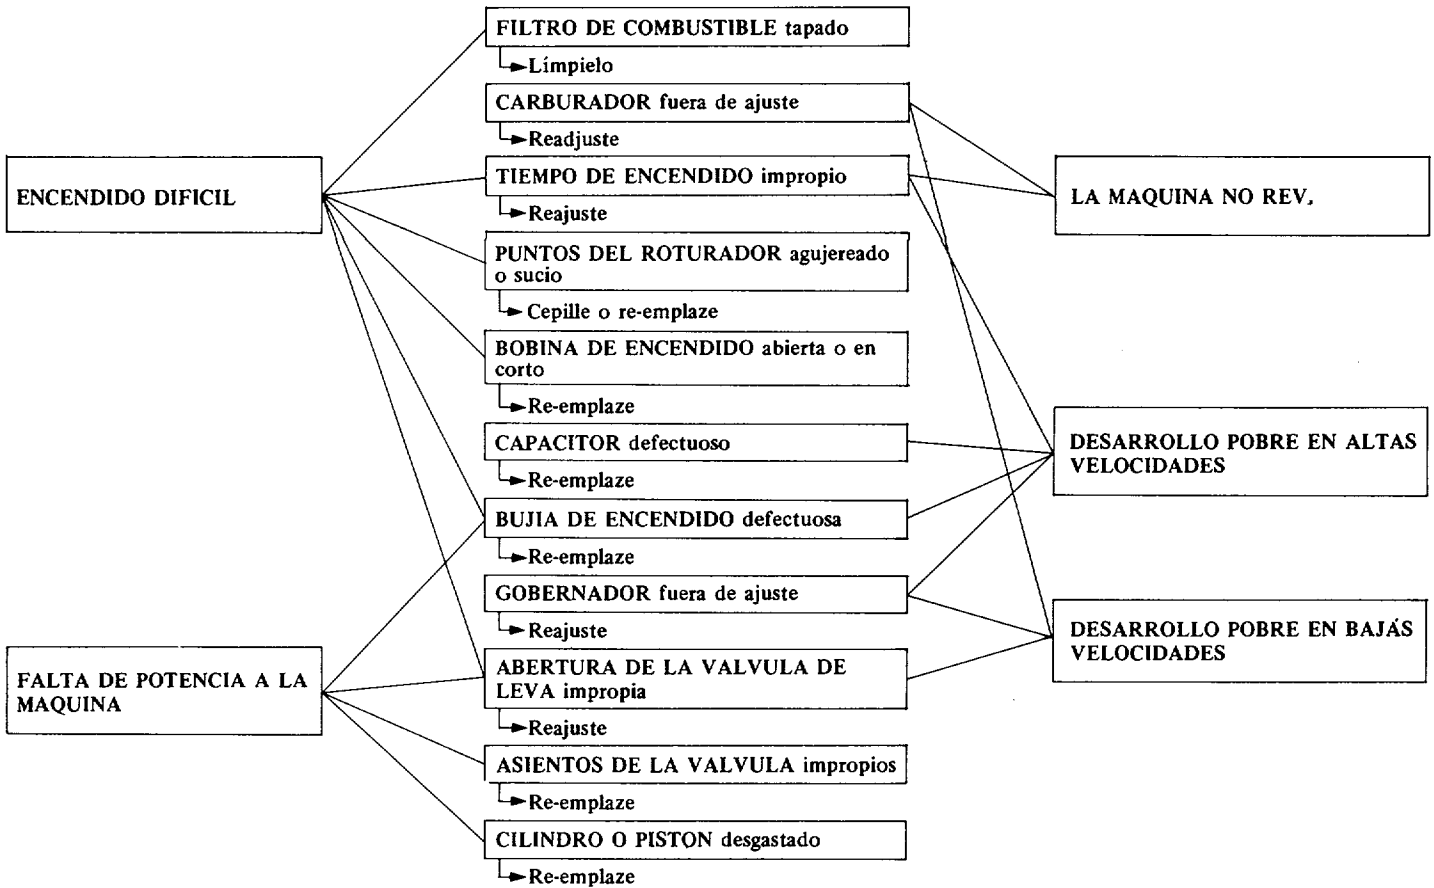 FILTRO DE COMBUSTIBLE tapado
Límpielo
CARBURADOR fuera de ajuste
Readjuste
ENCENDIDO DIFICIL
TIEMPO DE ENCENDIDO impropio
Reajuste
LA MAQUINA NO REV.
PUNTOS DEL ROTURADOR agujereado
o sucio
Cepille o re-emplaze
BOBINA DE ENCENDIDO abierta o en
corto
Re-emplaze
CAPACITOR defectuoso
Re-emplaze
DESARROLLO POBRE EN ALTAS
VELOCIDADES
BUJIA DE ENCENDIDO defectuosa
Re-emplaze
GOBERNADOR fuera de ajuste
Reajuste
DESARROLLO POBRE EN BAJÁS
VELOCIDADES
FALTA DE POTENCIA A LA
MAQUINA
ABERTURA DE LA VALVULA DE
LEVA impropia
Reajuste
ASIENTOS DE LA VALVULA impropios
Re-emplaze
CILINDRO O PISTON desgastado
Re-emplaze